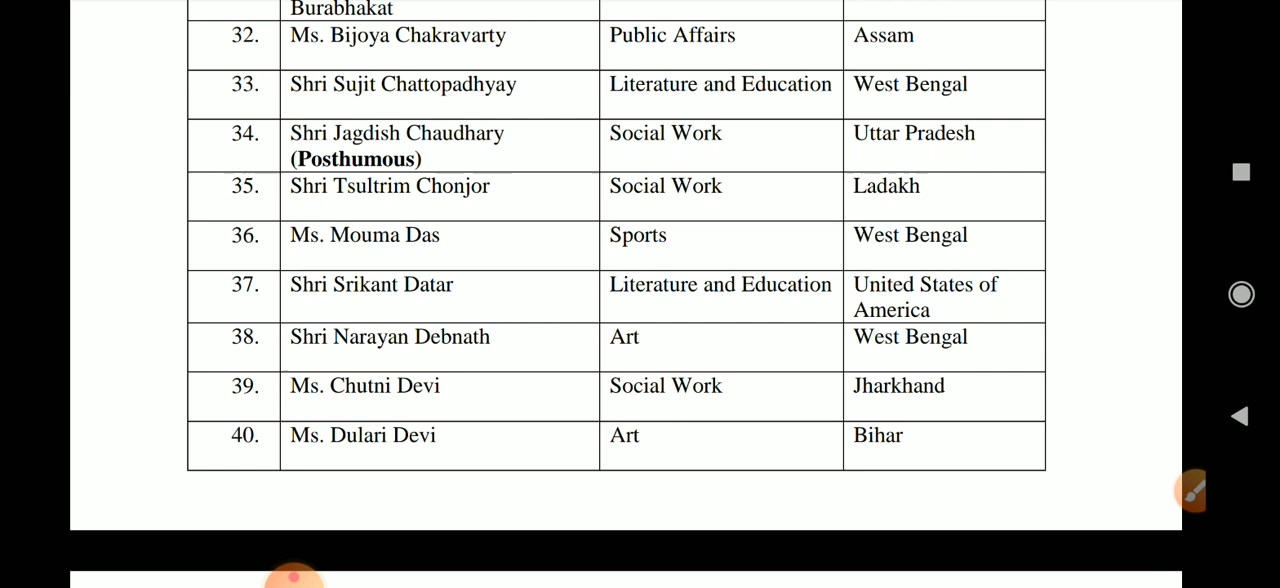 Burabhakat
32. Ms. Bijoya Chakravarty Public Affairs Assam
33. Shri Sujit Chattopadhyay Literature and Education West Bengal
34. Shri Jagdish Chaudhary Social Work Uttar Pradesh
(Posthumous)
35. Shri Tsultrim Chonjor Social Work Ladakh
36. Ms. Mouma Das Sports West Bengal
37. Shri Srikant Datar Literature and Education United States of
America
38. Shri Narayan Debnath Art West Bengal
39. Ms. Chutni Devi Social Work Jharkhand
40. Ms. Dulari Devi Art Bihar